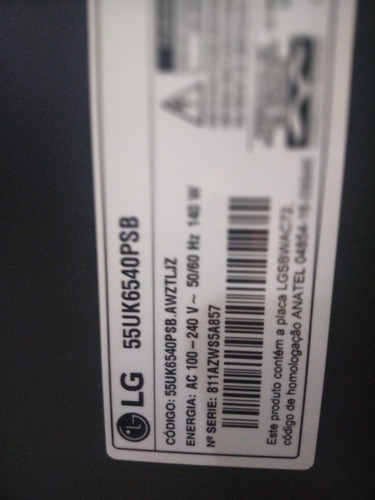 LG 55UK6540PSB
CÓDIGO: 55UK6540PSB.AWZTLJZ
ENERGIA: AC 100-240 V ~ 50/60 Hz 140 W
Nº SERIE: 811AZWS5A857
Este produto contém a placa LGSBWAC72,
código de homologação ANATEL 04854-16-